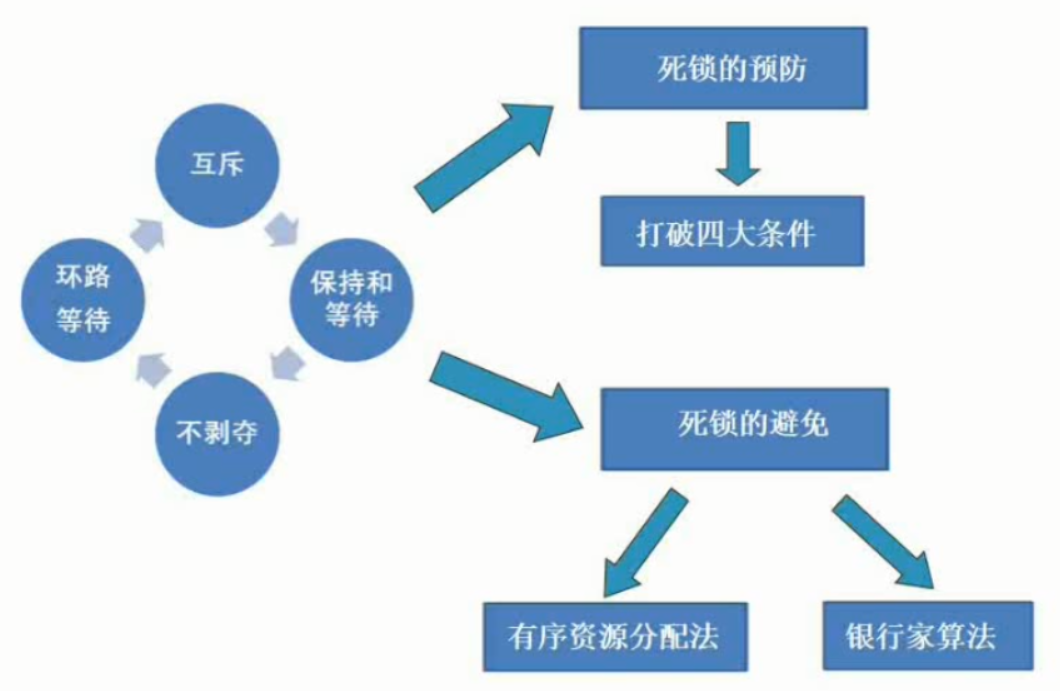 死锁的预防
互斥
打破四大条件
环路
等待
保持和
等待
不剥夺
死锁的避免
有序资源分配法
银行家算法